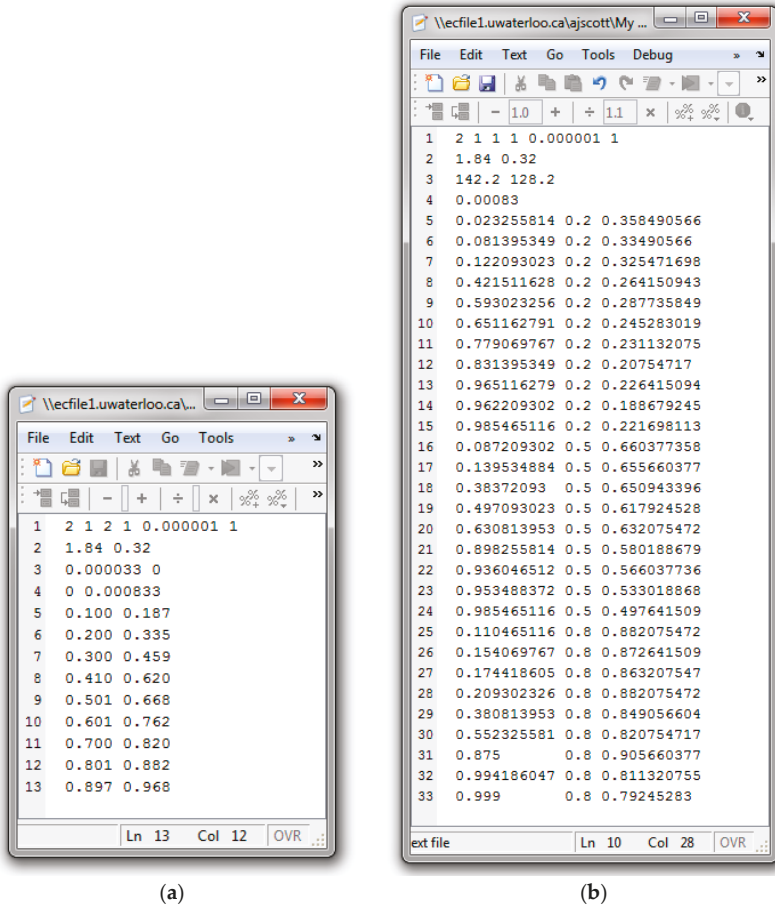 \\ecfile1.uwaterloo.ca\ajscott\My ...
File Edit Text Go Tools Debug »
»
- 1.0 + ÷ 1.1 ×
1 2 1 1 1 0.000001 1
2 1.84 0.32
3 142.2 128.2
4 0.00083
5 0.023255814 0.2 0.358490566
6 0.081395349 0.2 0.33490566
7 0.122093023 0.2 0.325471698
8 0.421511628 0.2 0.264150943
9 0.593023256 0.2 0.287735849
10 0.651162791 0.2 0.245283019
11 0.779069767 0.2 0.231132075
12 0.831395349 0.2 0.20754717
13 0.965116279 0.2 0.226415094
14 0.962209302 0.2 0.188679245
15 0.985465116 0.2 0.221698113
16 0.087209302 0.5 0.660377358
17 0.139534884 0.5 0.655660377
18 0.38372093 0.5 0.650943396
19 0.497093023 0.5 0.617924528
20 0.630813953 0.5 0.632075472
21 0.898255814 0.5 0.580188679
22 0.936046512 0.5 0.566037736
23 0.953488372 0.5 0.533018868
24 0.985465116 0.5 0.497641509
25 0.110465116 0.8 0.882075472
26 0.154069767 0.8 0.872641509
27 0.174418605 0.8 0.863207547
28 0.209302326 0.8 0.882075472
29 0.380813953 0.8 0.849056604
30 0.552325581 0.8 0.820754717
31 0.875 0.8 0.905660377
32 0.994186047 0.8 0.811320755
33 0.999 0.8 0.79245283
ext file Ln 10 Col 28 OVR
\\ecfile1.uwaterloo.ca\...
File Edit Text Go Tools »
»
- + ÷ × »
1 2 1 2 1 0.000001 1
2 1.84 0.32
3 0.000033 0
4 0 0.000833
5 0.100 0.187
6 0.200 0.335
7 0.300 0.459
8 0.410 0.620
9 0.501 0.668
10 0.601 0.762
11 0.700 0.820
12 0.801 0.882
13 0.897 0.968
Ln 13 Col 12 OVR
(a)
(b)